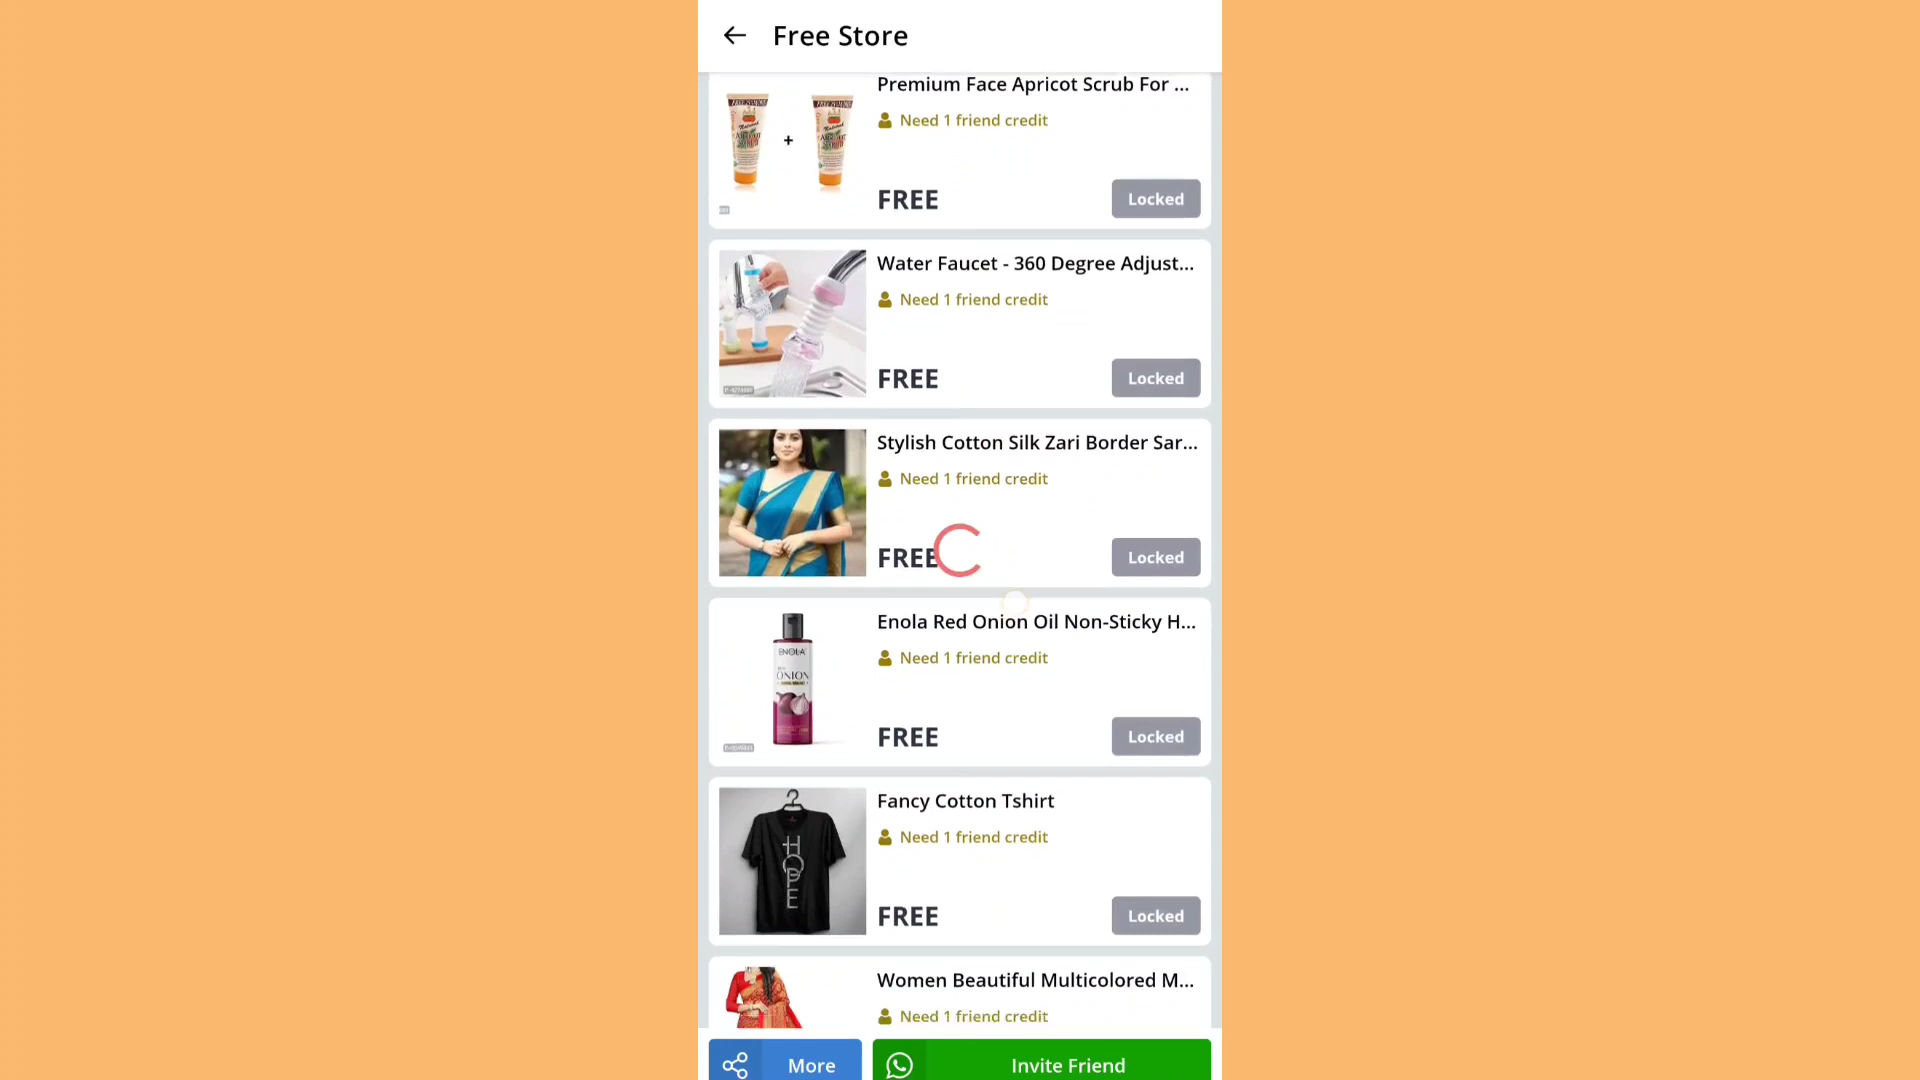 Free Store
Premium Face Apricot Scrub For ...
Need 1 friend credit
+
FREE
Locked
Water Faucet - 360 Degree Adjust...
Need 1 friend credit
FREE
Locked
Stylish Cotton Silk Zari Border Sar...
Need 1 friend credit
FREE
Locked
Enola Red Onion Oil Non-Sticky H...
Need 1 friend credit
ENOLA
ONION
FREE
Locked
Fancy Cotton Tshirt
Need 1 friend credit
HOPE
FREE
Locked
Women Beautiful Multicolored M...
Need 1 friend credit
More
Invite Friend